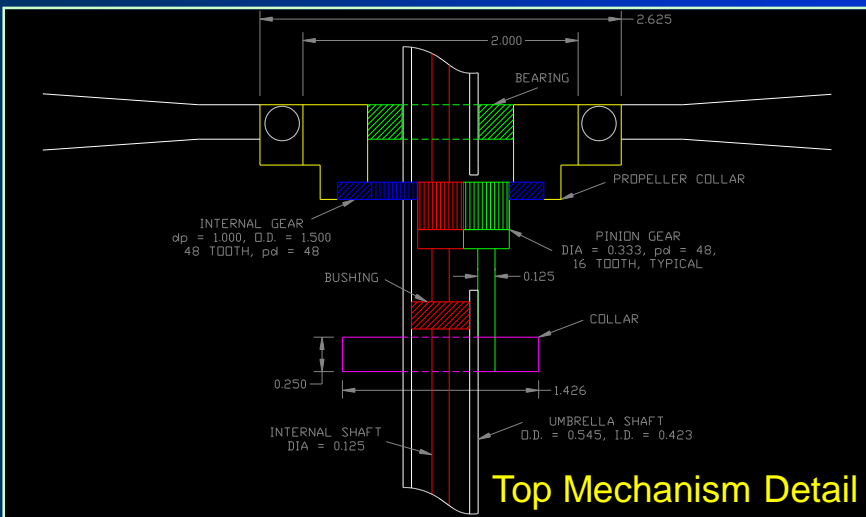 2.625
2.000
BEARING
PROPELLER COLLAR
INTERNAL GEAR
dp = 1.000, O.D. = 1.500
48 TOOTH, pd = 48
PINION GEAR
DIA = 0.333, pd = 48,
16 TOOTH, TYPICAL
BUSHING
0.125
COLLAR
0.250
1.426
INTERNAL SHAFT
DIA = 0.125
UMBRELLA SHAFT
O.D. = 0.545, I.D. = 0.423
Top Mechanism Detail